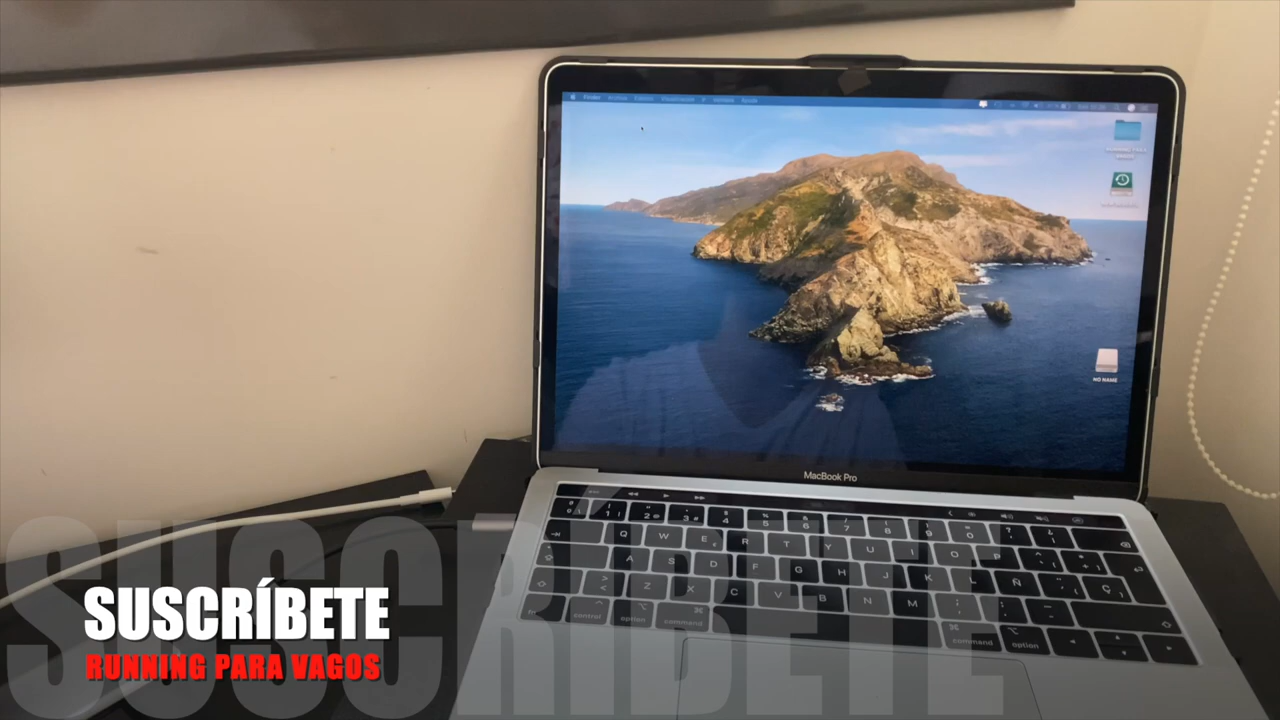 Finder
NO NAME
MacBook Pro
Q W E R T Y U I O P
A S D F G H J K L Ñ
Z X C V B N M
control option command
command option
SUSCRÍBETE
SUSCRÍBETE
RUNNING PARA VAGOS